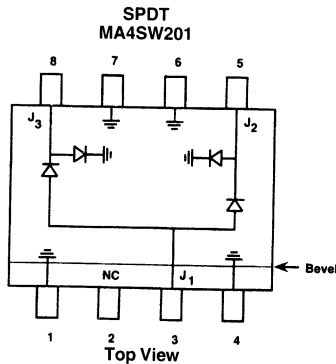 SPDT
MA4SW201
8 7 6 5
J3 J2
Bevel
NC J1
1 2 3 4
Top View